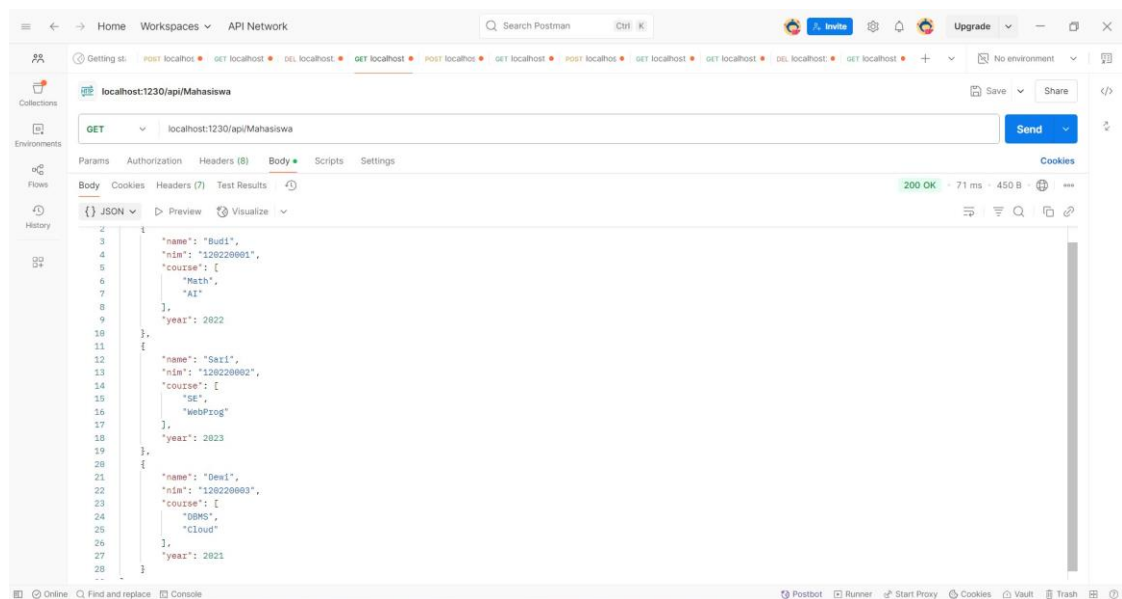 Home Workspaces API Network Search Postman Ctrl K Invite Upgrade
Getting st POST localhos GET localhost DEL localhost: GET localhost POST localhos GET localhost POST localhos GET localhost GET localhost DEL localhost: GET localhost No environment
Collections
HTTP localhost:1230/api/Mahasiswa Save Share
Environments
GET localhost:1230/api/Mahasiswa Send
Params Authorization Headers (8) Body Scripts Settings Cookies
Flows
Body Cookies Headers (7) Test Results 200 OK 71 ms 450 B
History
{} JSON Preview Visualize
2 {
3 "name": "Budi",
4 "nim": "120220001",
5 "course": [
6 "Math",
7 "AI"
8 ],
9 "year": 2022
10 },
11 {
12 "name": "Sari",
13 "nim": "120220002",
14 "course": [
15 "SE",
16 "WebProg"
17 ],
18 "year": 2023
19 },
20 {
21 "name": "Dewi",
22 "nim": "120220003",
23 "course": [
24 "DBMS",
25 "Cloud"
26 ],
27 "year": 2021
28 }
Online Find and replace Console Postbot Runner Start Proxy Cookies Vault Trash